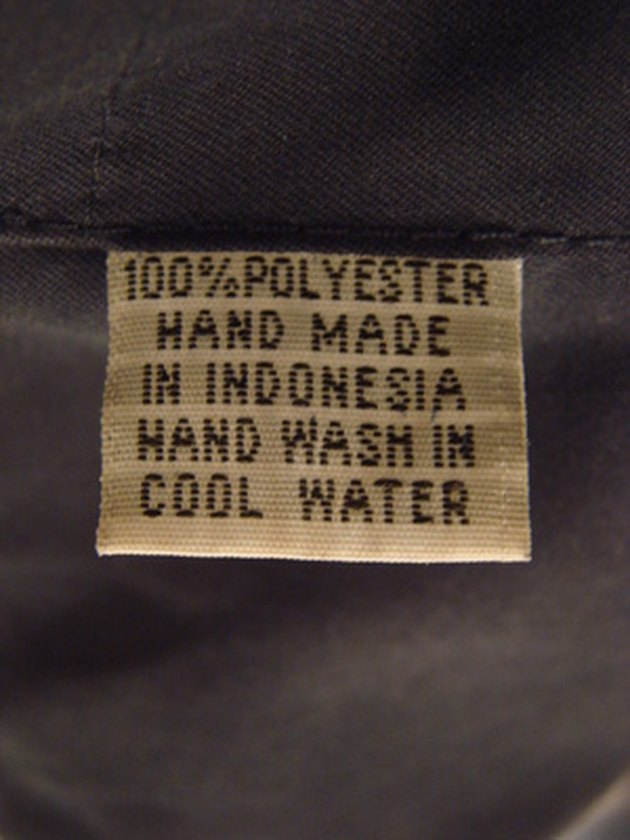 100%POLYESTER
HAND MADE
IN INDONESIA
HAND WASH IN
COOL WATER